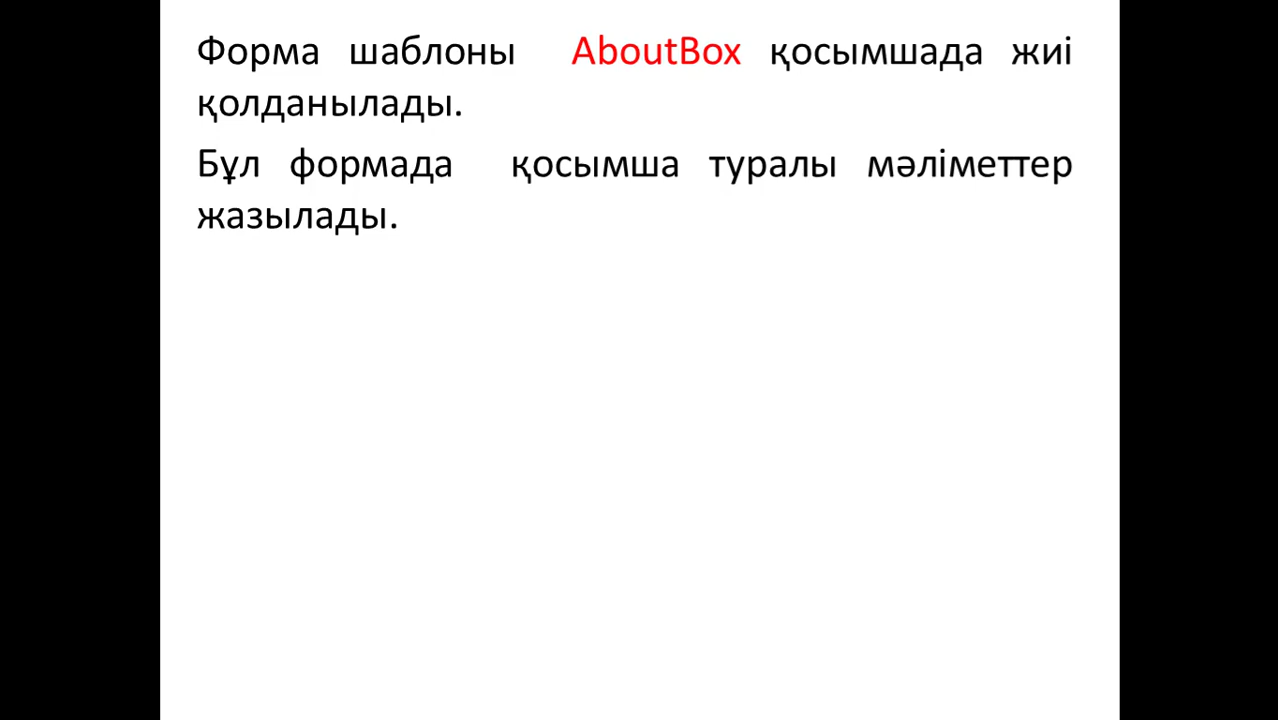 Форма шаблоны AboutBox қосымшада жиі
қолданылады.
Бұл формада қосымша туралы мәліметтер
жазылады.